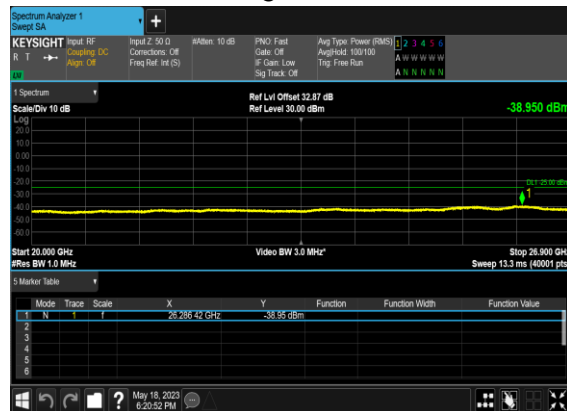 Spectrum Analyzer 1
Swept SA
+
KEYSIGHT Input: RF Input Z: 50 Ω #Atten: 10 dB PNO: Fast Avg Type: Power (RMS) 1 2 3 4 5 6
R T Coupling: DC Corrections: Off Gate: Off Avg|Hold: 100/100 A W W W W W
Align: Off Freq Ref: Int (S) IF Gain: Low Trig: Free Run
LW Sig Track: Off A N N N N N
1 Spectrum Ref Lvl Offset 32.87 dB
Scale/Div 10 dB Ref Level 30.00 dBm -38.950 dBm
Log
20.0
10.0
0.00
-10.0
-20.0
DL1 -25.00 dBm
-30.0
1
-40.0
-50.0
-60.0
Start 20.000 GHz Video BW 3.0 MHz* Stop 26.900 GHz
#Res BW 1.0 MHz Sweep 13.3 ms (40001 pts)
5 Marker Table
Mode Trace Scale X Y Function Function Width Function Value
1 N 1 f 26.286 42 GHz -38.95 dBm
2
3
4
5
6
? May 18, 2023
6:20:52 PM